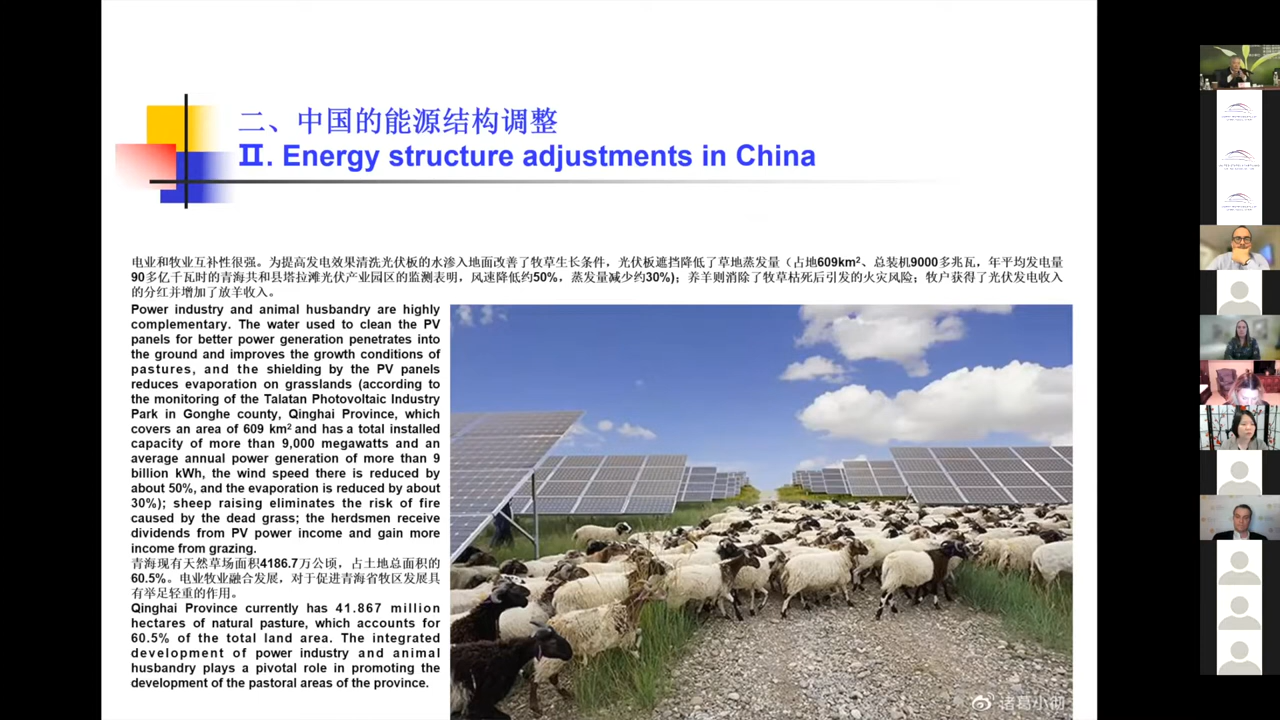 二、中国的能源结构调整
Ⅱ. Energy structure adjustments in China
电业和牧业互补性很强。为提高发电效果清洗光伏板的水渗入地面改善了牧草生长条件，光伏板遮挡降低了草地蒸发量（占地609km²、总装机9000多兆瓦，年平均发电量
90多亿千瓦时的青海共和县塔拉滩光伏产业园区的监测表明，风速降低约50%，蒸发量减少约30%)；养羊则消除了牧草枯死后引发的火灾风险；牧户获得了光伏发电收入
的分红并增加了放羊收入。
Power industry and animal husbandry are highly
complementary. The water used to clean the PV
panels for better power generation penetrates into
the ground and improves the growth conditions of
pastures, and the shielding by the PV panels
reduces evaporation on grasslands (according to
the monitoring of the Talatan Photovoltaic Industry
Park in Gonghe county, Qinghai Province, which
covers an area of 609 km² and has a total installed
capacity of more than 9,000 megawatts and an
average annual power generation of more than 9
billion kWh, the wind speed there is reduced by
about 50%, and the evaporation is reduced by about
30%); sheep raising eliminates the risk of fire
caused by the dead grass; the herdsmen receive
dividends from PV power income and gain more
income from grazing.
青海现有天然草场面积4186.7万公顷，占土地总面积的
60.5%。电业牧业融合发展，对于促进青海省牧区发展具
有举足轻重的作用。
Qinghai Province currently has 41.867 million
hectares of natural pasture, which accounts for
60.5% of the total land area. The integrated
development of power industry and animal
husbandry plays a pivotal role in promoting the
development of the pastoral areas of the province.
诸葛小彻